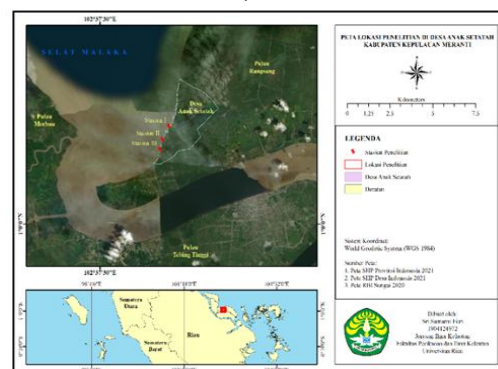 102°37'30"E
SELAT MALAKA
Pulau
Rangsang
Desa
Anak Setatah
Stasiun I
Stasiun II
Stasiun III
Pulau
Merbau
Pulau
Tebing Tinggi
102°37'30"E
Sumatera
Utara
Riau
Sumatera
Barat
PETA LOKASI PENELITIAN DI DESA ANAK SETATAH
KABUPATEN KEPULAUAN MERANTI
Kilometers
0 1,25 2,5 5 7,5
LEGENDA
Stasiun Penelitian
Lokasi Penelitian
Desa Anak Setatah
Daratan
Sistem Koordinat:
World Geodetic System (WGS 1984)
Sumber Peta:
1. Peta SHP Provinsi Indonesia 2021
2. Peta SHP Desa Indonesia 2021
3. Peta RBI Sungai 2020
Dibuat oleh:
Jurusan Ilmu Kelautan
Fakultas Perikanan dan Ilmu Kelautan
Universitas Riau